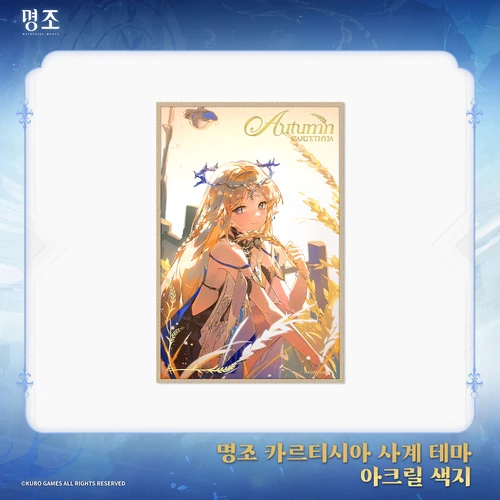 명조
WUTHERING WAVES
Autumn
CARTETHYIA
명조 카르티시아 사계 테마
아크릴 색지
©KURO GAMES ALL RIGHTS RESERVED